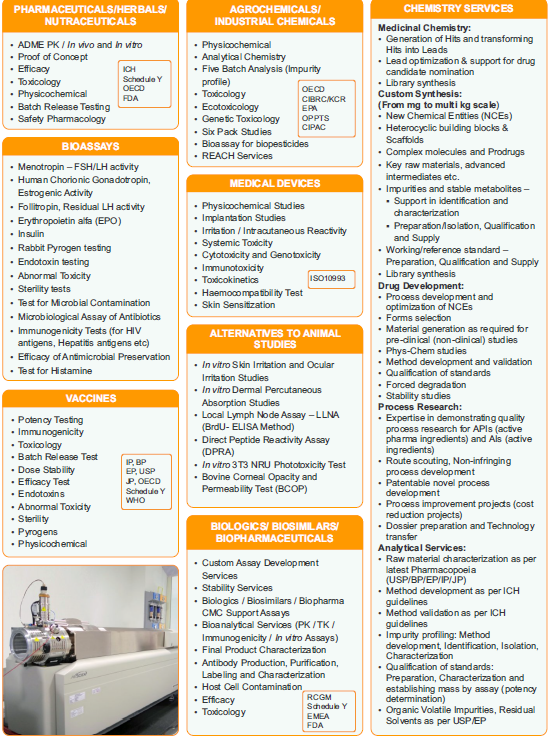 PHARMACEUTICALS/HERBALS/
NUTRACEUTICALS
• ADME PK / In vivo and In vitro
• Proof of Concept
• Efficacy
• Toxicology
• Physicochemical
• Batch Release Testing
• Safety Pharmacology
ICH
Schedule Y
OECD
FDA
BIOASSAYS
• Menotropin – FSH/LH activity
• Human Chorionic Gonadotropin,
Estrogenic Activity
• Follitropin, Residual LH activity
• Erythropoietin alfa (EPO)
• Insulin
• Rabbit Pyrogen testing
• Endotoxin testing
• Abnormal Toxicity
• Sterility tests
• Test for Microbial Contamination
• Microbiological Assay of Antibiotics
• Immunogenicity Tests (for HIV
antigens, Hepatitis antigens etc)
• Efficacy of Antimicrobial Preservation
• Test for Histamine
VACCINES
• Potency Testing
• Immunogenicity
• Toxicology
• Batch Release Test
• Dose Stability
• Efficacy Test
• Endotoxins
• Abnormal Toxicity
• Sterility
• Pyrogens
• Physicochemical
IP, BP
EP, USP
JP, OECD
Schedule Y
WHO
AGROCHEMICALS/
INDUSTRIAL CHEMICALS
• Physicochemical
• Analytical Chemistry
• Five Batch Analysis (Impurity
profile)
• Toxicology
• Ecotoxicology
• Genetic Toxicology
• Six Pack Studies
• Bioassay for biopesticides
• REACH Services
OECD
CIBRC/KCR
EPA
OPPTS
CIPAC
MEDICAL DEVICES
• Physicochemical Studies
• Implantation Studies
• Irritation / Intracutaneous Reactivity
• Systemic Toxicity
• Cytotoxicity and Genotoxicity
• Immunotoxicity
• Toxicokinetics
• Haemocompatibility Test
• Skin Sensitization
ISO10993
ALTERNATIVES TO ANIMAL
STUDIES
• In vitro Skin Irritation and Ocular
Irritation Studies
• In vitro Dermal Percutaneous
Absorption Studies
• Local Lymph Node Assay – LLNA
(BrdU- ELISA Method)
• Direct Peptide Reactivity Assay
(DPRA)
• In vitro 3T3 NRU Phototoxicity Test
• Bovine Corneal Opacity and
Permeability Test (BCOP)
BIOLOGICS/ BIOSIMILARS/
BIOPHARMACEUTICALS
• Custom Assay Development
Services
• Stability Services
• Biologics / Biosimilars / Biopharma
CMC Support Assays
• Bioanalytical Services (PK / TK /
Immunogenicity / In vitro Assays)
• Final Product Characterization
• Antibody Production, Purification,
Labeling and Characterization
• Host Cell Contamination
• Efficacy
• Toxicology
RCGM
Schedule Y
EMEA
FDA
CHEMISTRY SERVICES
Medicinal Chemistry:
• Generation of Hits and transforming
Hits into Leads
• Lead optimization & support for drug
candidate nomination
• Library synthesis
Custom Synthesis:
(From mg to multi kg scale)
• New Chemical Entities (NCEs)
• Heterocyclic building blocks &
Scaffolds
• Complex molecules and Prodrugs
• Key raw materials, advanced
intermediates etc.
• Impurities and stable metabolites –
▪ Support in identification and
characterization
▪ Preparation/Isolation, Qualification
and Supply
• Working/reference standard –
Preparation, Qualification and Supply
• Library synthesis
Drug Development:
• Process development and
optimization of NCEs
• Forms selection
• Material generation as required for
pre-clinical (non-clinical) studies
• Phys-Chem studies
• Method development and validation
• Qualification of standards
• Forced degradation
• Stability studies
Process Research:
• Expertise in demonstrating quality
process research for APIs (active
pharma ingredients) and AIs (active
ingredients)
• Route scouting, Non-infringing
process development
• Patentable novel process
development
• Process improvement projects (cost
reduction projects)
• Dossier preparation and Technology
transfer
Analytical Services:
• Raw material characterization as per
latest Pharmacopoeia
(USP/BP/EP/IP/JP)
• Method development as per ICH
guidelines
• Method validation as per ICH
guidelines
• Impurity profiling: Method
development, Identification, Isolation,
Characterization
• Qualification of standards:
Preparation, Characterization and
establishing mass by assay (potency
determination)
• Organic Volatile Impurities, Residual
Solvents as per USP/EP